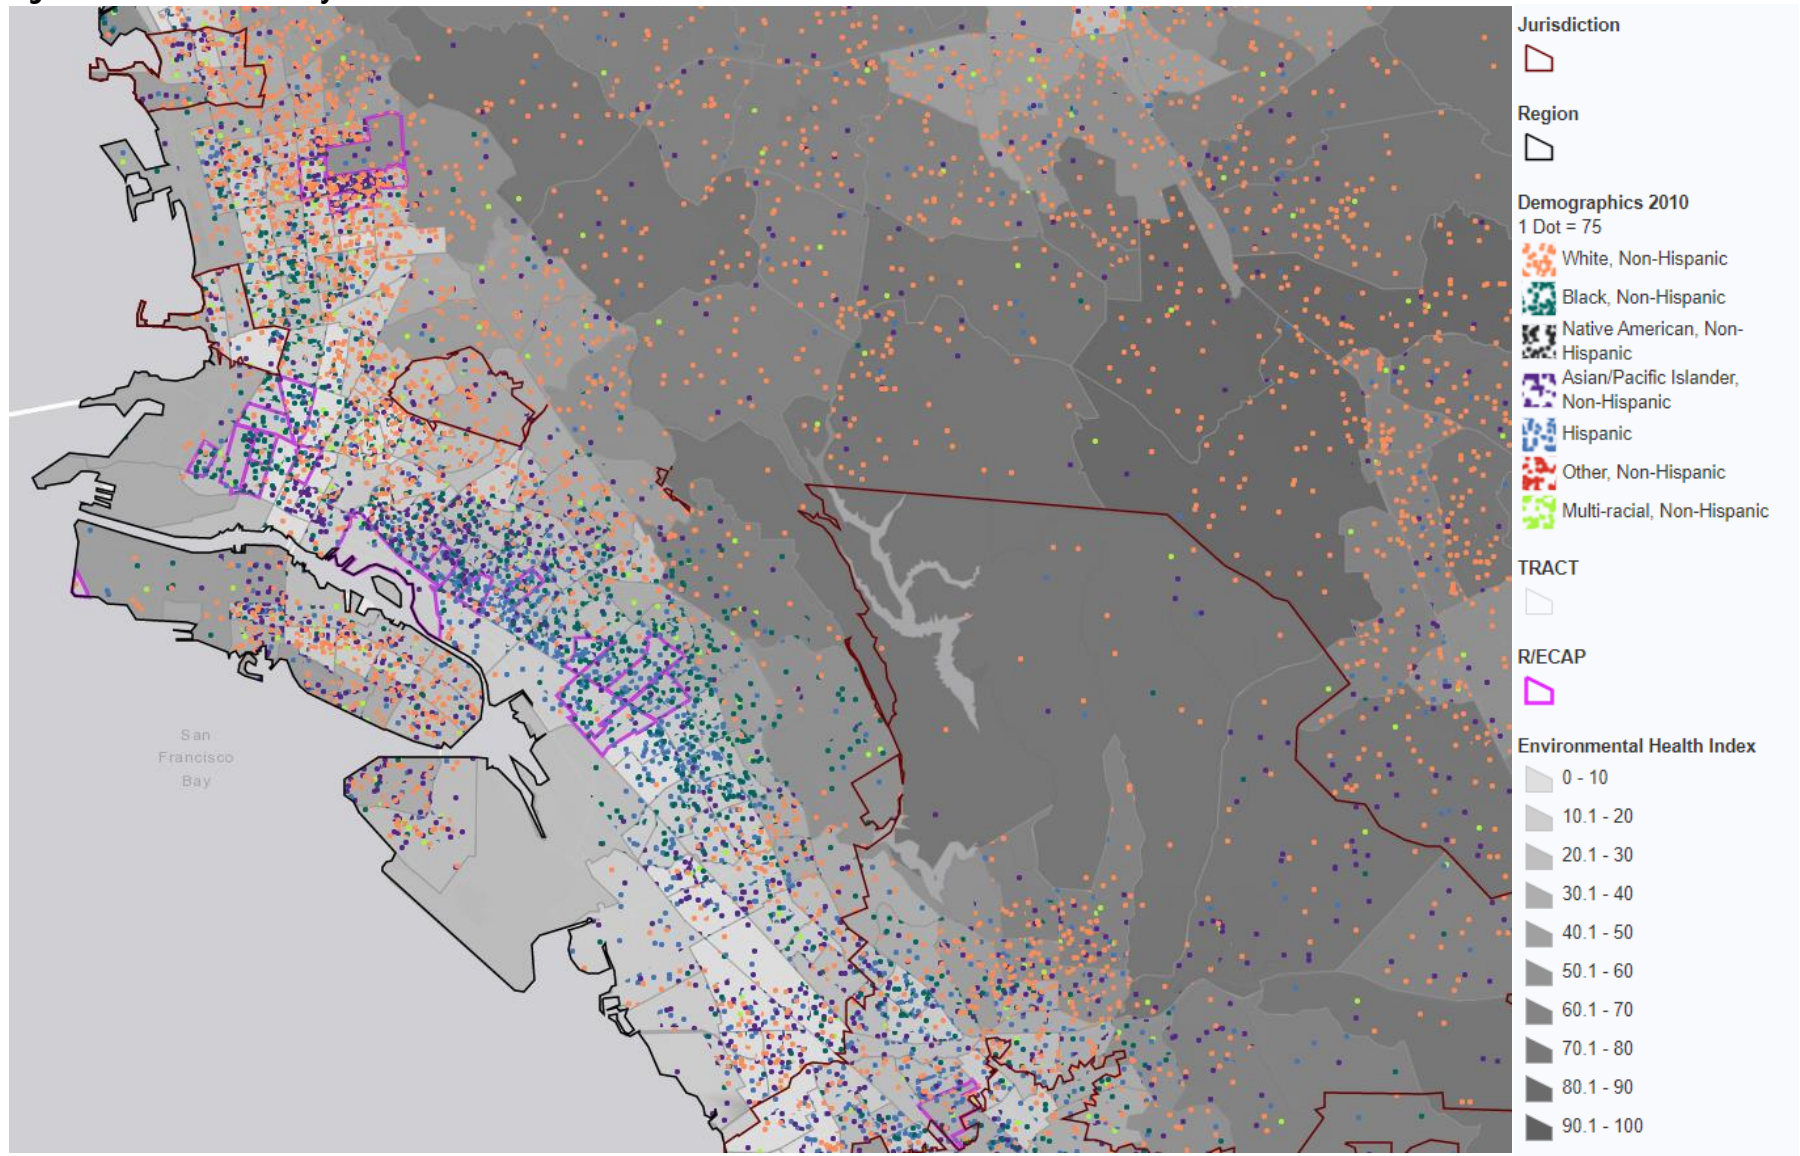 San
Francisco
Bay
Jurisdiction
Region
Demographics 2010
1 Dot = 75
White, Non-Hispanic
Black, Non-Hispanic
Native American, Non-
Hispanic
Asian/Pacific Islander,
Non-Hispanic
Hispanic
Other, Non-Hispanic
Multi-racial, Non-Hispanic
TRACT
R/ECAP
Environmental Health Index
0 - 10
10.1 - 20
20.1 - 30
30.1 - 40
40.1 - 50
50.1 - 60
60.1 - 70
70.1 - 80
80.1 - 90
90.1 - 100